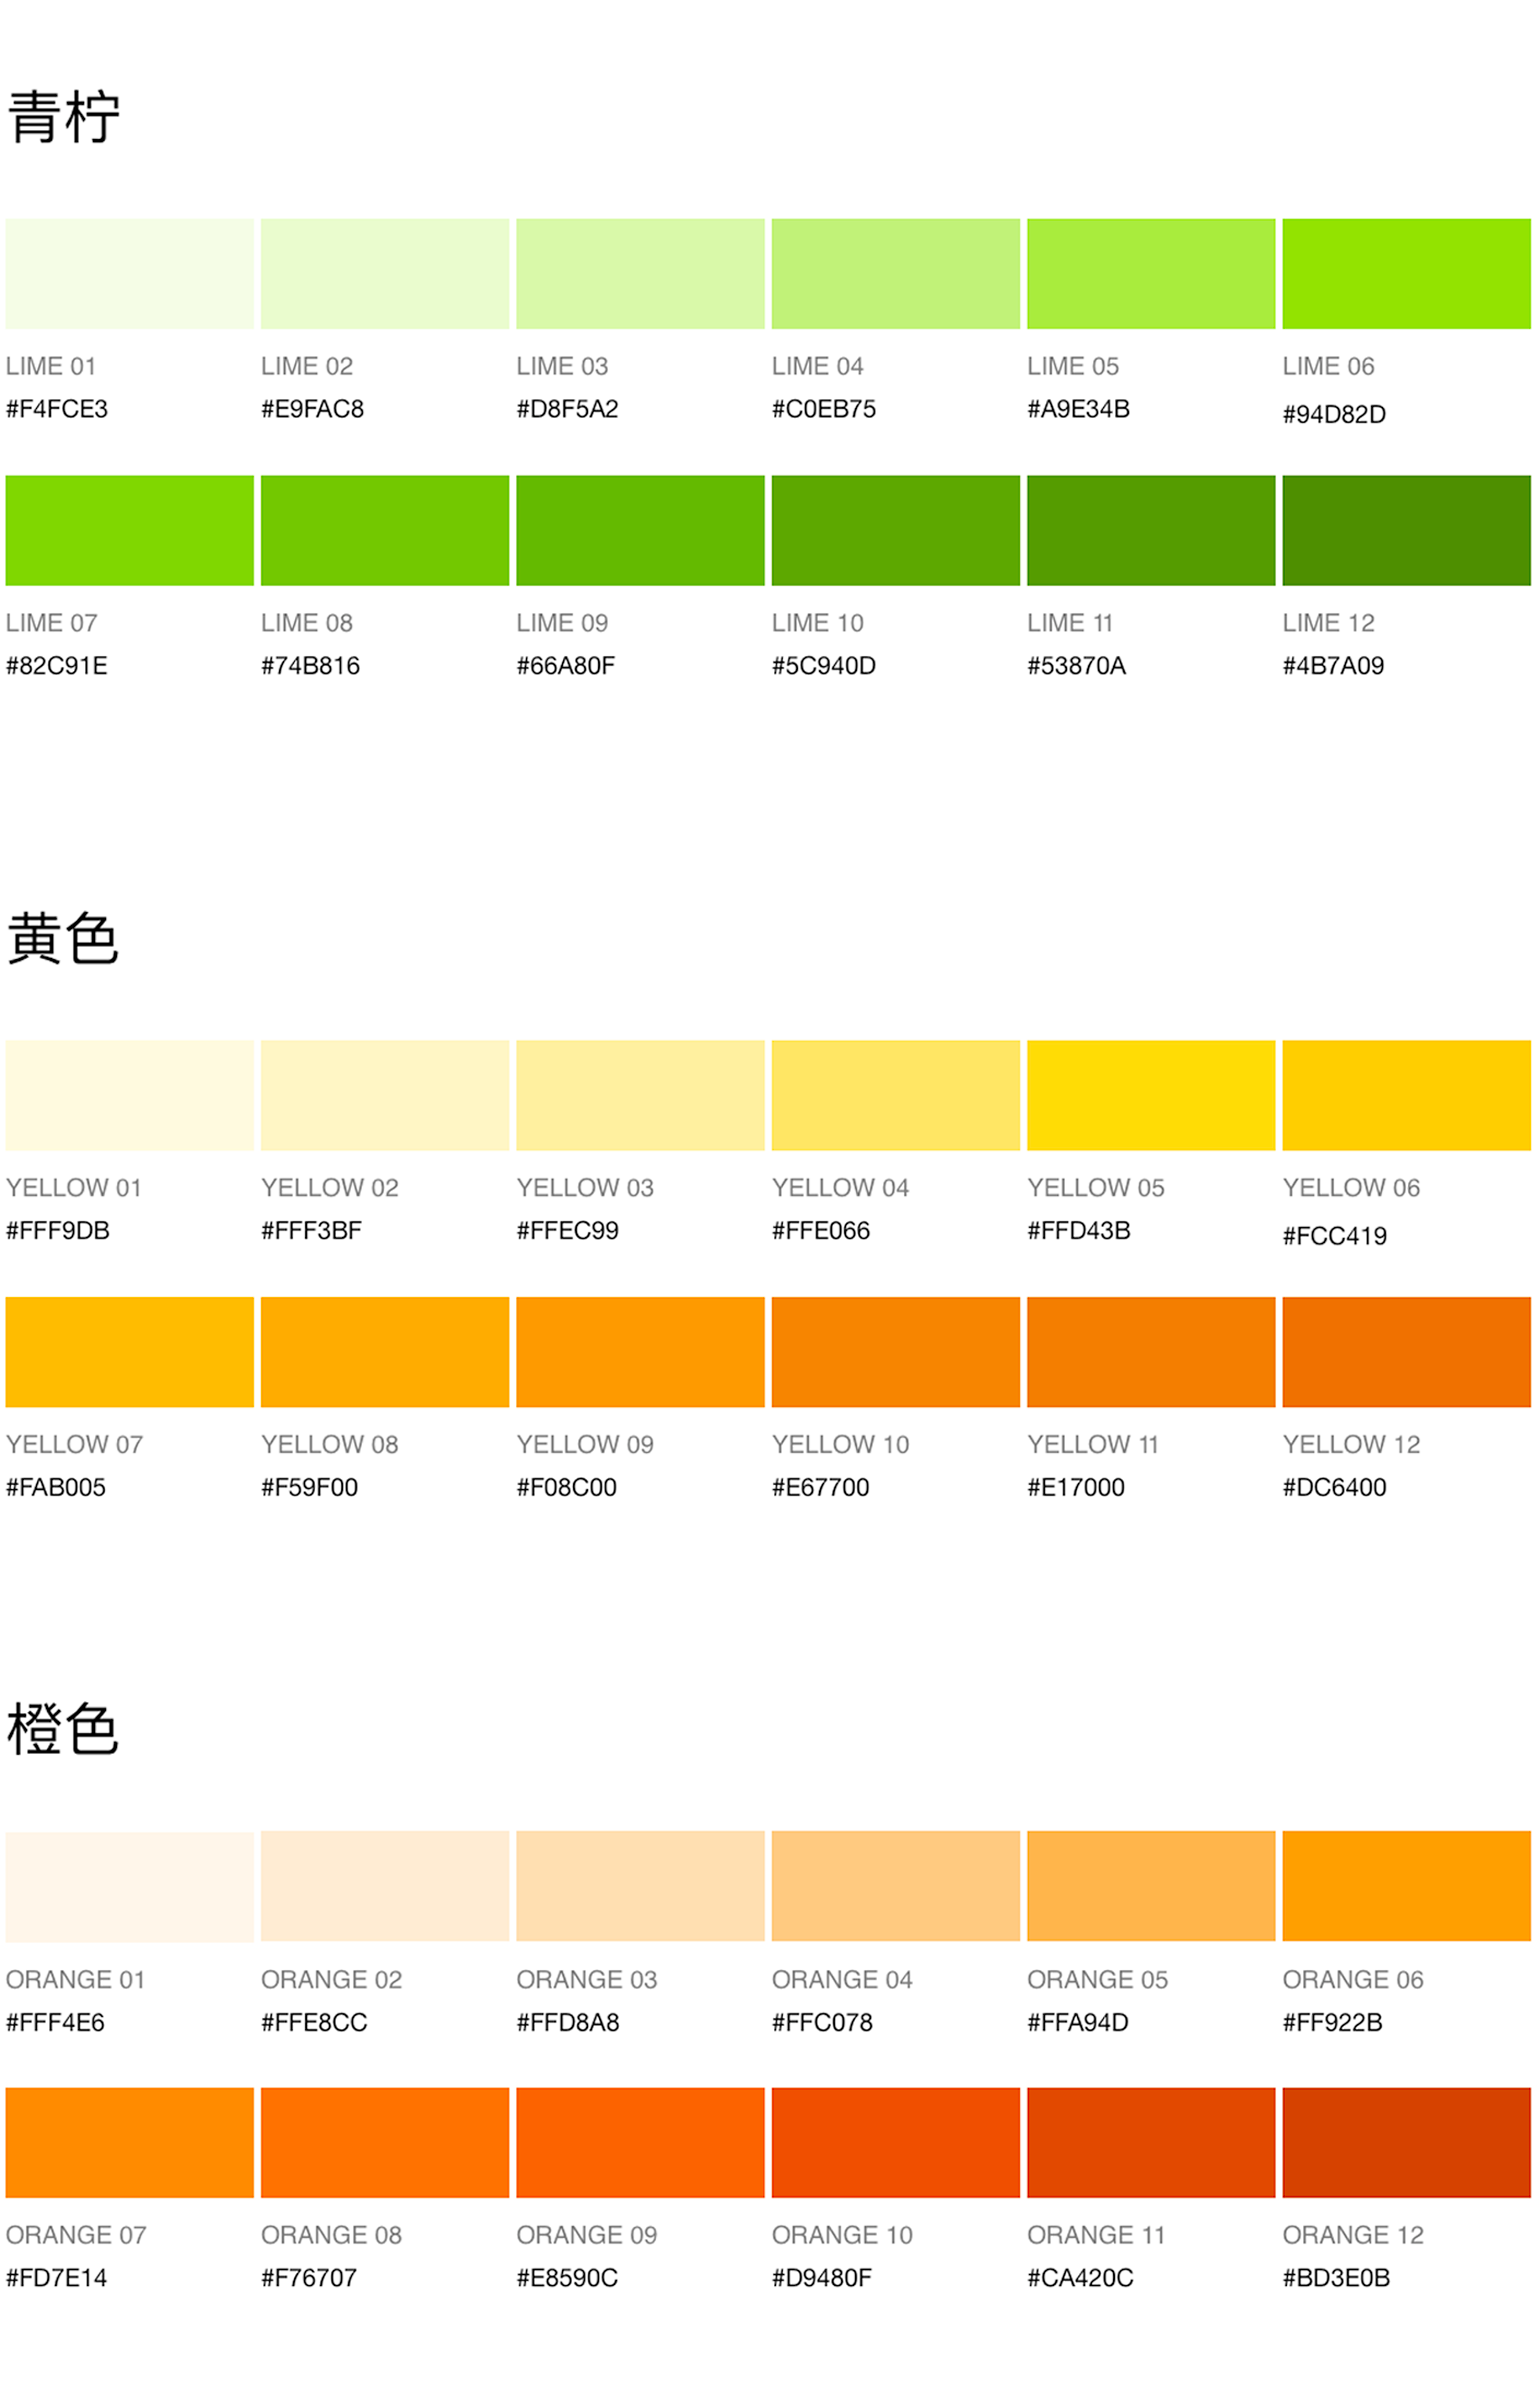 青柠
LIME 01 LIME 02 LIME 03 LIME 04 LIME 05 LIME 06
#F4FCE3 #E9FAC8 #D8F5A2 #C0EB75 #A9E34B #94D82D
LIME 07 LIME 08 LIME 09 LIME 10 LIME 11 LIME 12
#82C91E #74B816 #66A80F #5C940D #53870A #4B7A09
黄色
YELLOW 01 YELLOW 02 YELLOW 03 YELLOW 04 YELLOW 05 YELLOW 06
#FFF9DB #FFF3BF #FFEC99 #FFE066 #FFD43B #FCC419
YELLOW 07 YELLOW 08 YELLOW 09 YELLOW 10 YELLOW 11 YELLOW 12
#FAB005 #F59F00 #F08C00 #E67700 #E17000 #DC6400
橙色
ORANGE 01 ORANGE 02 ORANGE 03 ORANGE 04 ORANGE 05 ORANGE 06
#FFF4E6 #FFE8CC #FFD8A8 #FFC078 #FFA94D #FF922B
ORANGE 07 ORANGE 08 ORANGE 09 ORANGE 10 ORANGE 11 ORANGE 12
#FD7E14 #F76707 #E8590C #D9480F #CA420C #BD3E0B